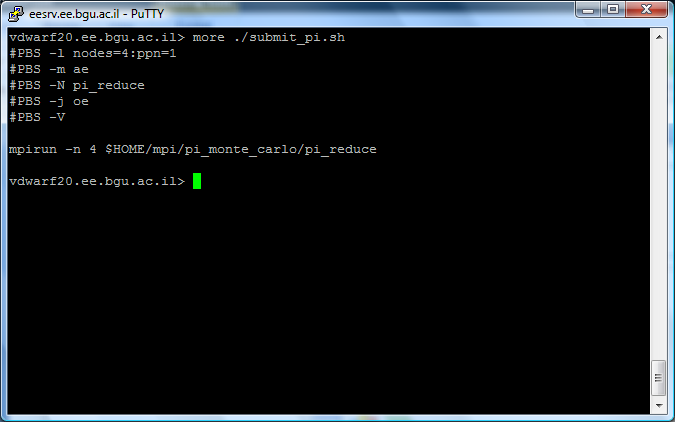 eesrv.ee.bgu.ac.il - PuTTY
vdwarf20.ee.bgu.ac.il> more ./submit_pi.sh
#PBS -l nodes=4:ppn=1
#PBS -m ae
#PBS -N pi_reduce
#PBS -j oe
#PBS -V
mpirun -n 4 $HOME/mpi/pi_monte_carlo/pi_reduce
vdwarf20.ee.bgu.ac.il>